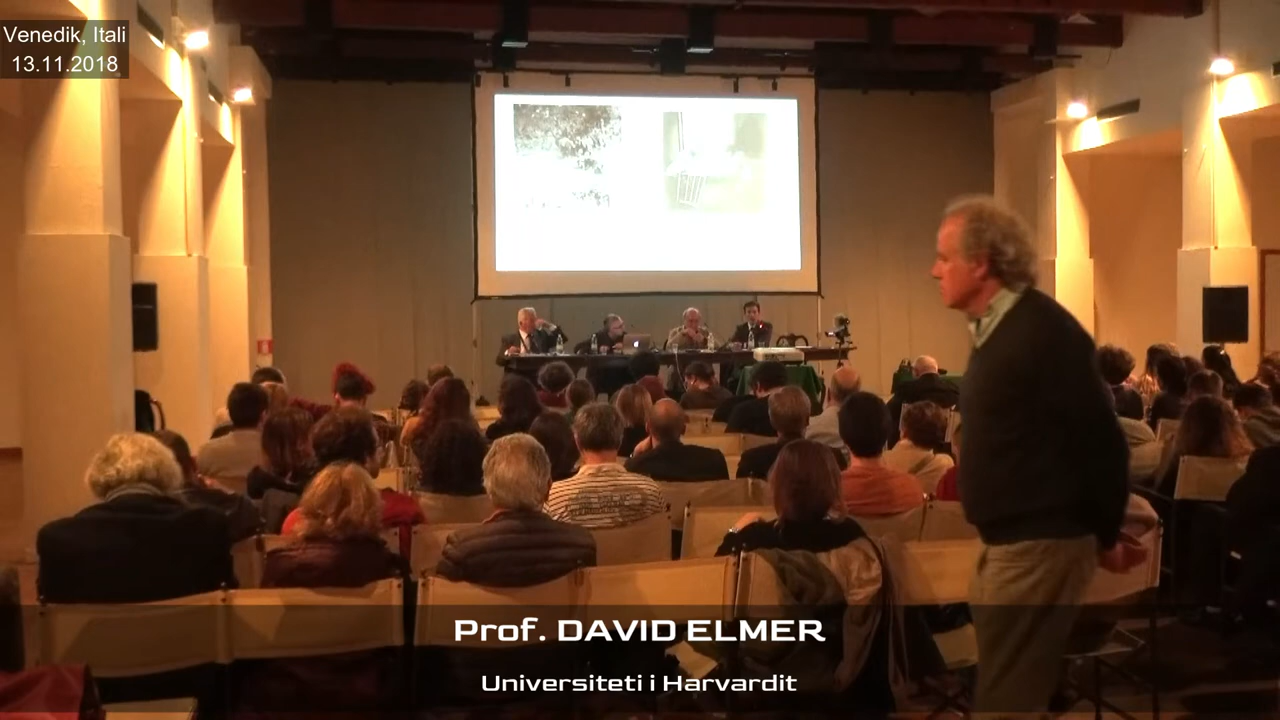 Venedik, Itali
13.11.2018
Prof. DAVID ELMER
Universiteti i Harvardit